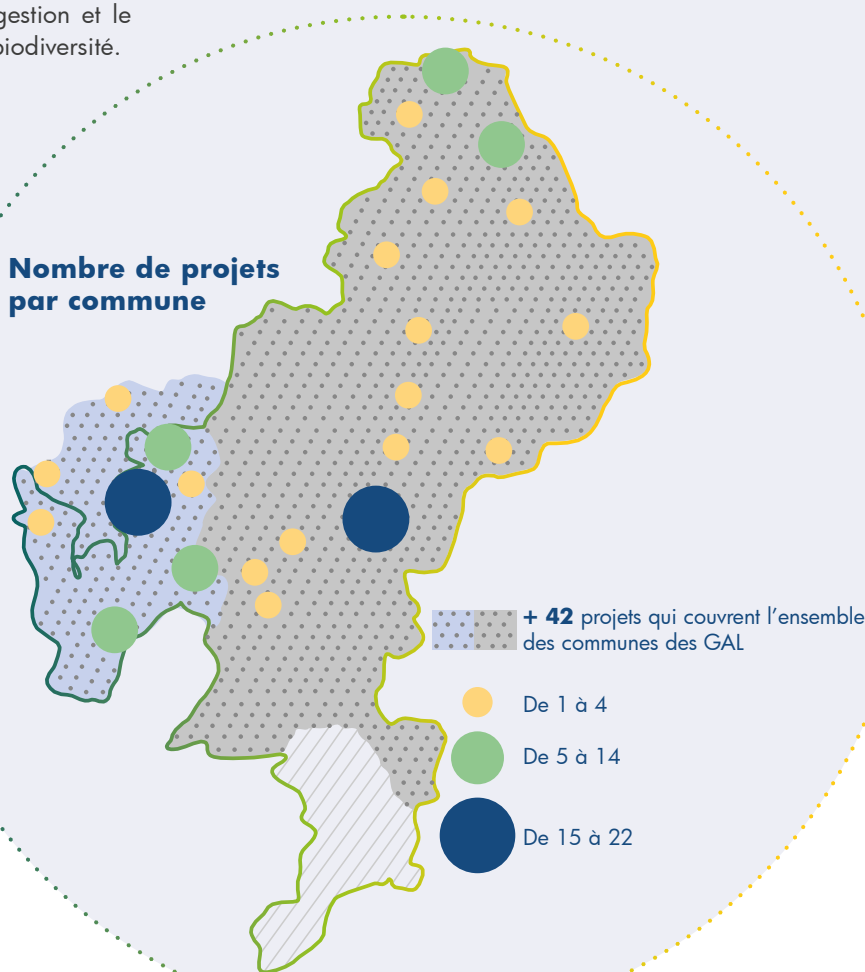 gestion et le
biodiversité.
Nombre de projets
par commune
+ 42 projets qui couvrent l'ensemble
des communes des GAL
De 1 à 4
De 5 à 14
De 15 à 22